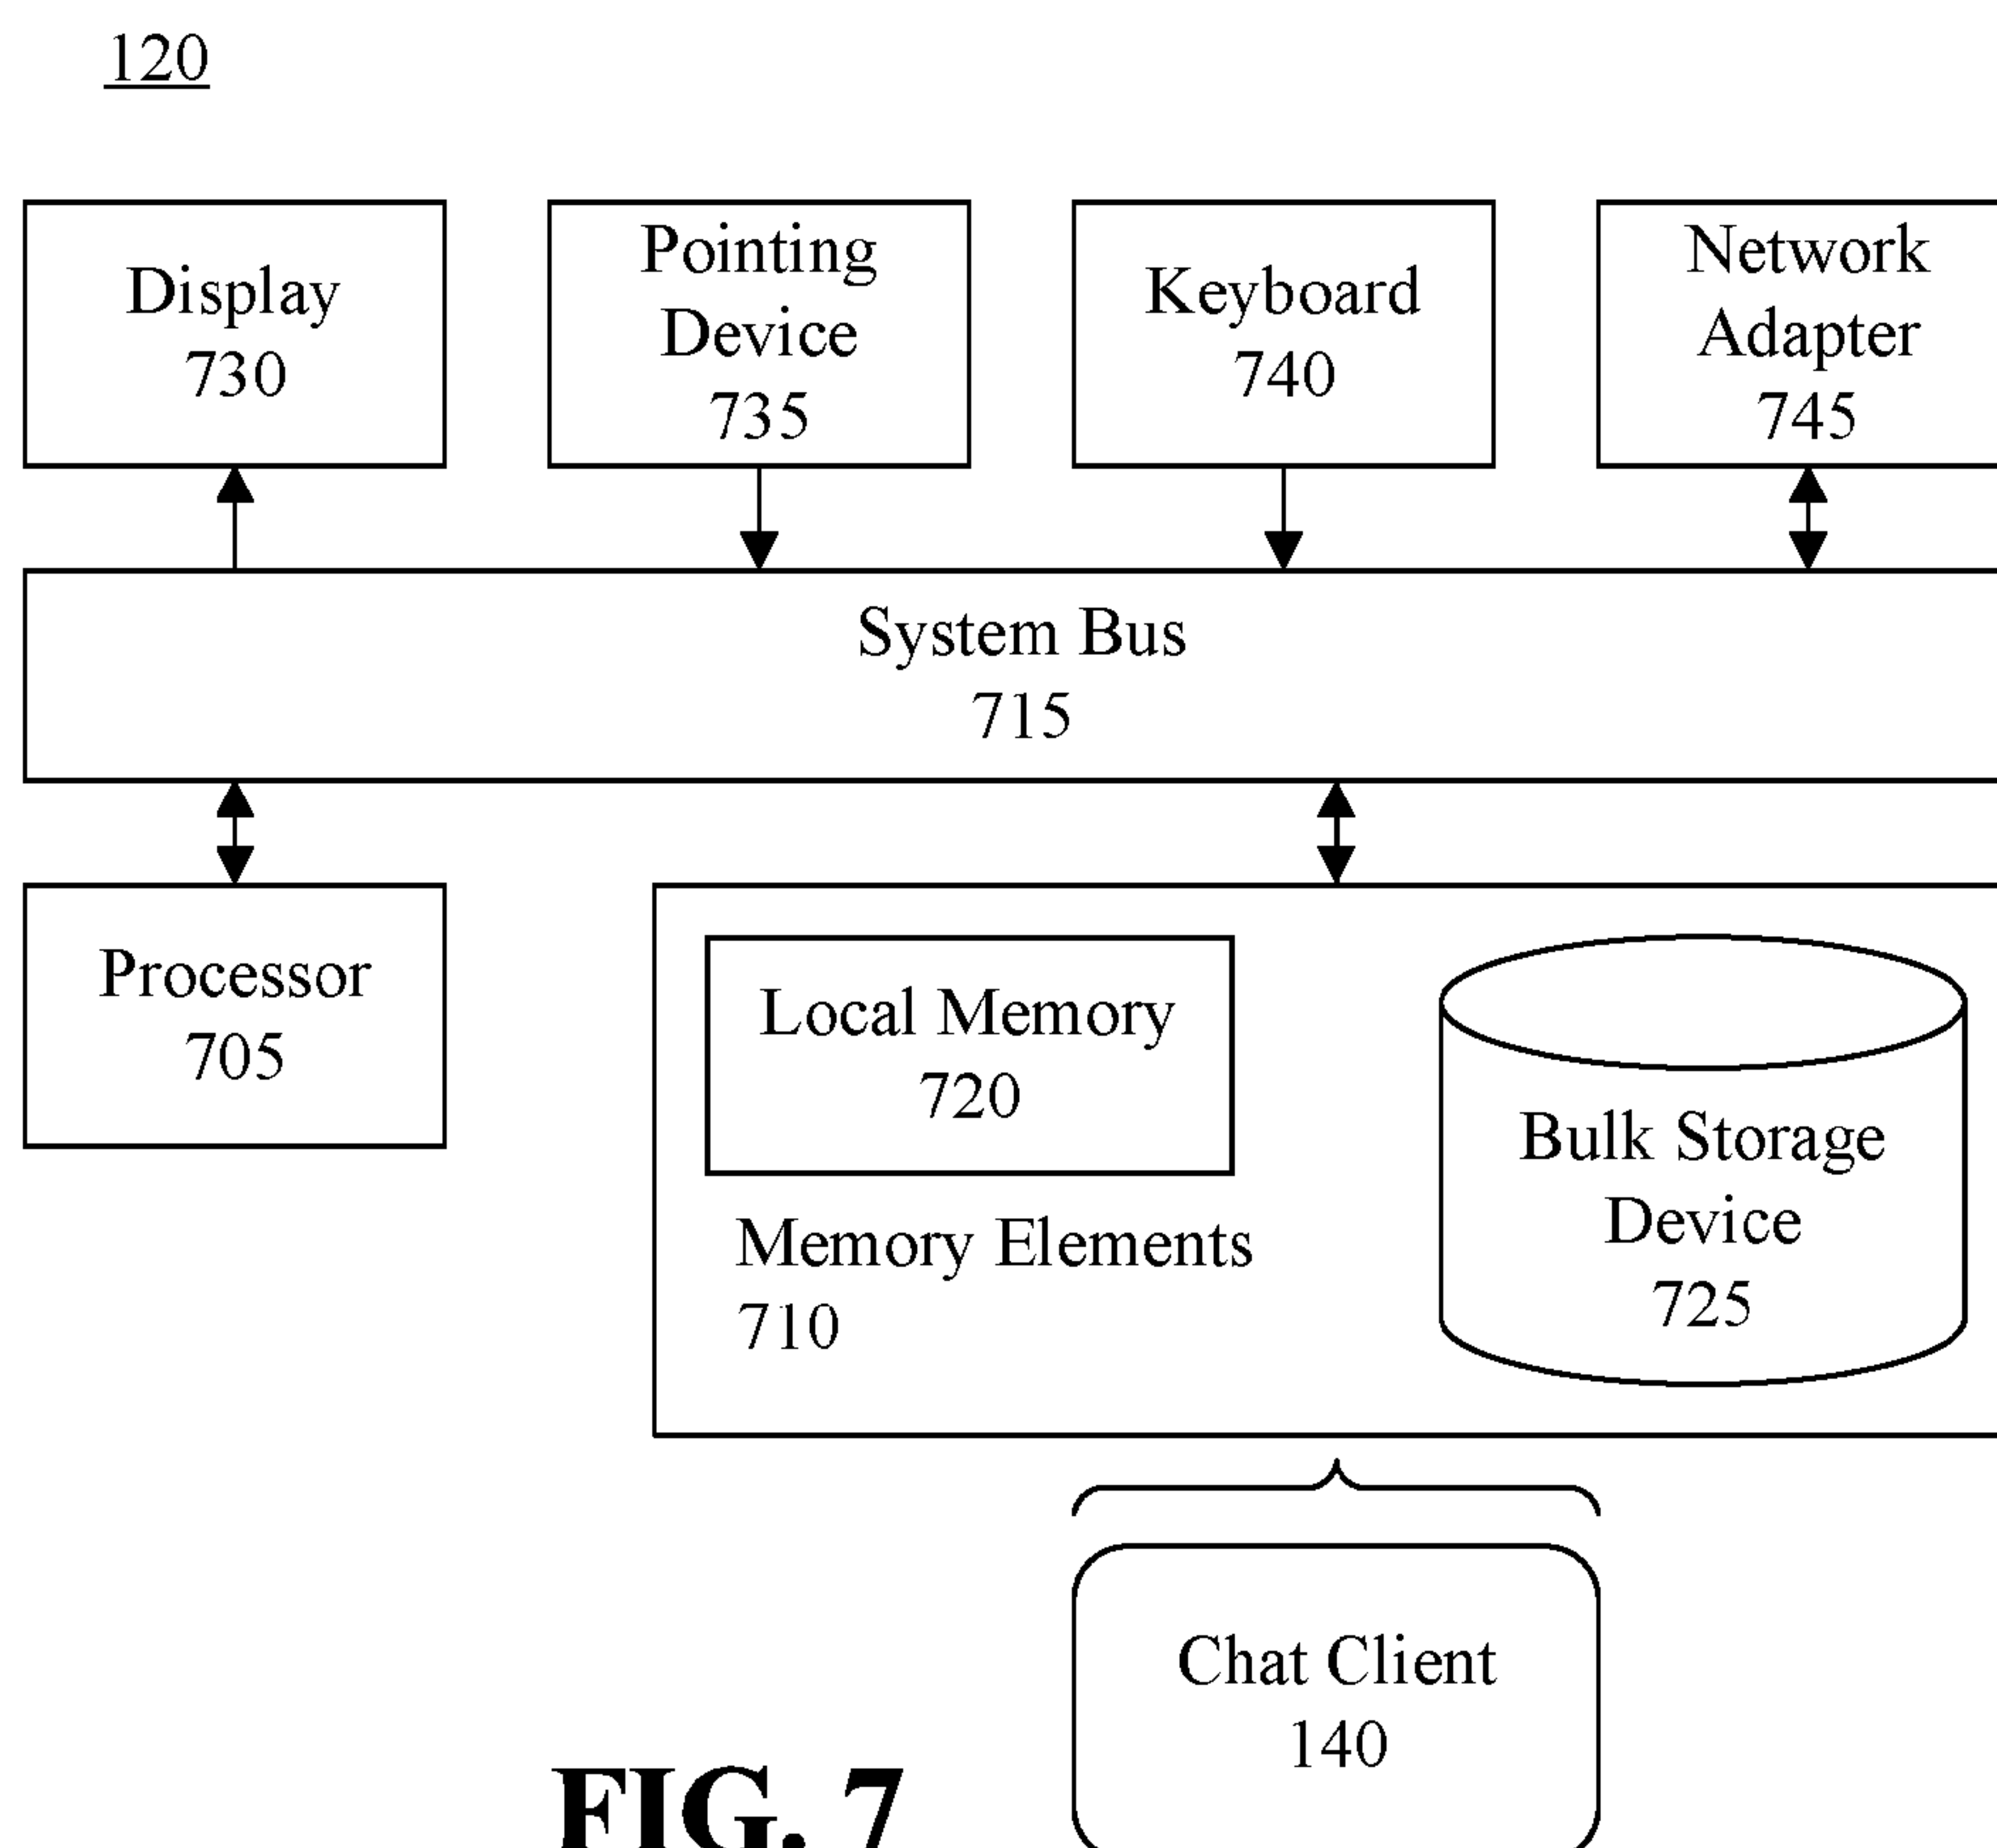 120
Display
730
Pointing
Device
735
Keyboard
740
Network
Adapter
745
System Bus
715
Processor
705
Local Memory
720
Memory Elements
710
Bulk Storage
Device
725
Chat Client
140
FIG. 7